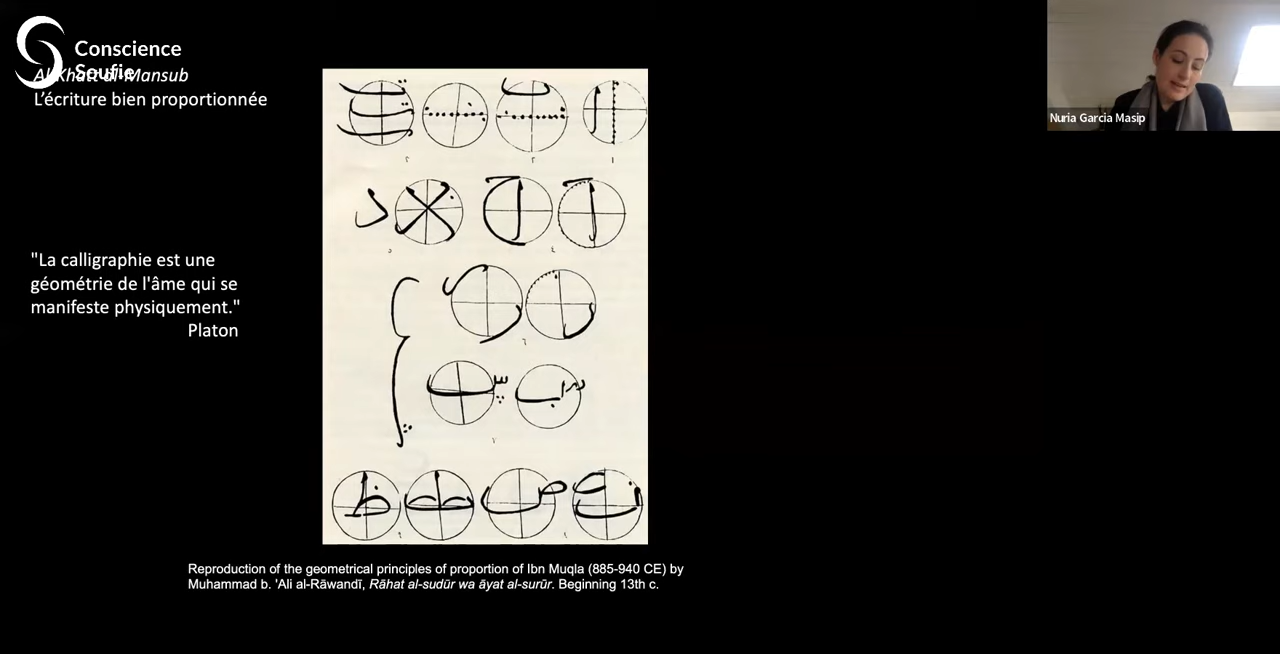 Conscience
Soufie
Al-Khatt al-Mansub
L'écriture bien proportionnée
"La calligraphie est une
géométrie de l'âme qui se
manifeste physiquement."
Platon
Nuria Garcia Masip
Reproduction of the geometrical principles of proportion of Ibn Muqla (885-940 CE) by
Muhammad b. 'Ali al-Rāwandī, Rāhat al-sudūr wa āyat al-surūr. Beginning 13th c.